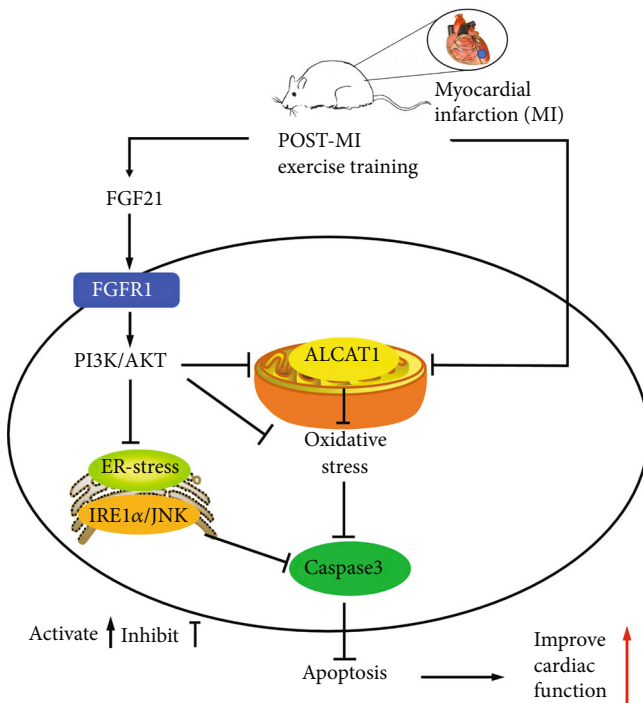 Myocardial
infarction (MI)
POST-MI
exercise training
FGF21
FGFR1
PI3K/AKT
ALCAT1
Oxidative
stress
ER-stress
IRE1α/JNK
Caspase3
Activate Inhibit
Apoptosis
Improve
cardiac
function